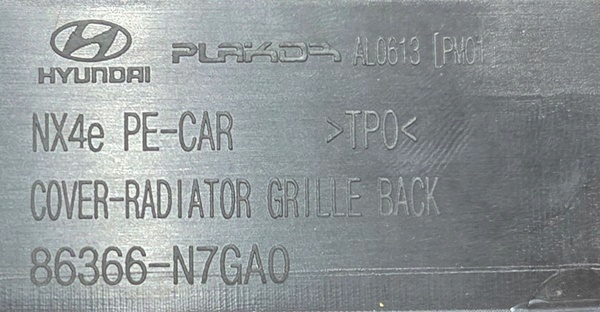 HYUNDAI PLAKOR AL0613 [PM01]
NX4e PE-CAR >TPO<
COVER-RADIATOR GRILLE BACK
86366-N7GA0